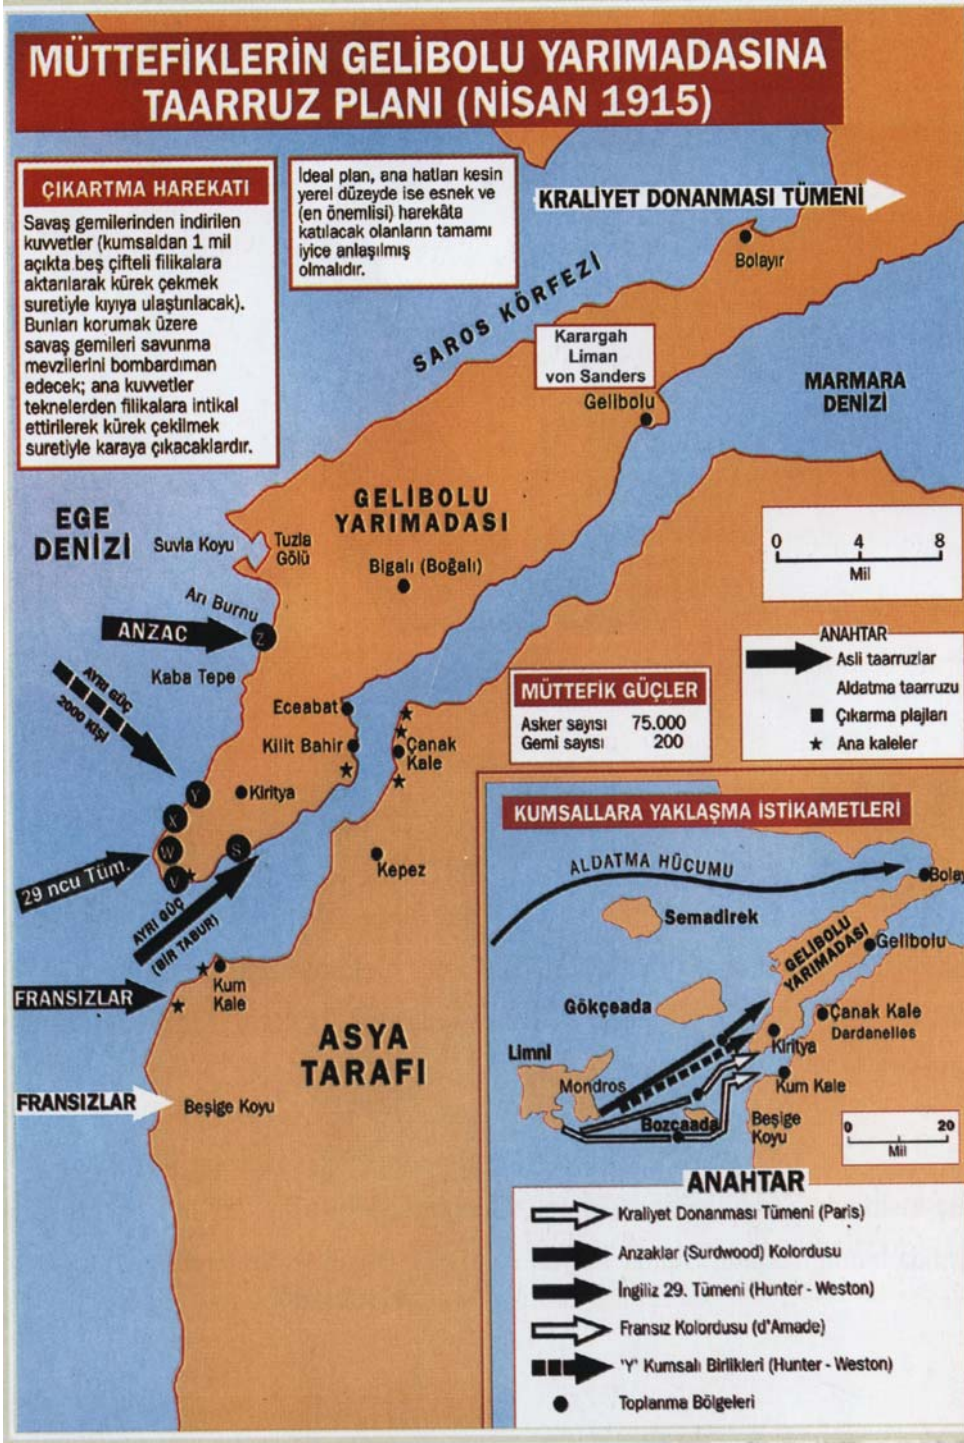 MÜTTEFİKLERİN GELİBOLU YARIMADASINA
TAARRUZ PLANI (NİSAN 1915)
ÇIKARTMA HAREKATI
Savaş gemilerinden indirilen
kuvvetler (kumsaldan 1 mil
açıkta beş çifteli filikalara
aktarılarak kürek çekmek
suretiyle kıyıya ulaştırılacak).
Bunları korumak üzere
savaş gemileri savunma
mevzilerini bombardıman
edecek; ana kuvvetler
teknelerden filikalara intikal
ettirilerek kürek çekilmek
suretiyle karaya çıkacaklardır.
İdeal plan, ana hatları kesin
yerel düzeyde ise esnek ve
(en önemlisi) harekâta
katılacak olanların tamamı
iyice anlaşılmış
olmalıdır.
KRALİYET DONANMASI TÜMENİ
Bolayır
SAROS KÖRFEZİ
Karargah
Liman
von Sanders
Gelibolu
MARMARA
DENİZİ
GELİBOLU
YARIMADASI
EGE
DENİZİ
Suvla Koyu
Tuzla
Gölü
Bigalı (Boğalı)
0 4 8
Mil
Arı Burnu
ANZAC
Z
Kaba Tepe
AYRI GÜÇ
2000 KİŞİ
Eceabat
Kilit Bahir
Çanak
Kale
Kiritya
Y
X
W
V
S
29 ncu Tüm.
AYRI GÜÇ
(BİR TABUR)
Kepez
Kum
Kale
FRANSIZLAR
ASYA
TARAFI
FRANSIZLAR
Beşige Koyu
MÜTTEFİK GÜÇLER
Asker sayısı 75.000
Gemi sayısı 200
ANAHTAR
Asli taarruzlar
Aldatma taarruzu
Çıkarma plajları
Ana kaleler
KUMSALLARA YAKLAŞMA İSTİKAMETLERİ
ALDATMA HÜCUMU
Bolay
Semadirek
GELİBOLU
YARIMADASI
Gelibolu
Gökçeada
Çanak Kale
Dardanelles
Limni
Kiritya
Mondros
Kum Kale
Bozcaada
Beşige
Koyu
0 20
Mil
ANAHTAR
Kraliyet Donanması Tümeni (Paris)
Anzaklar (Surdwood) Kolordusu
İngiliz 29. Tümeni (Hunter - Weston)
Fransız Kolordusu (d'Amade)
'Y' Kumsalı Birlikleri (Hunter - Weston)
Toplanma Bölgeleri